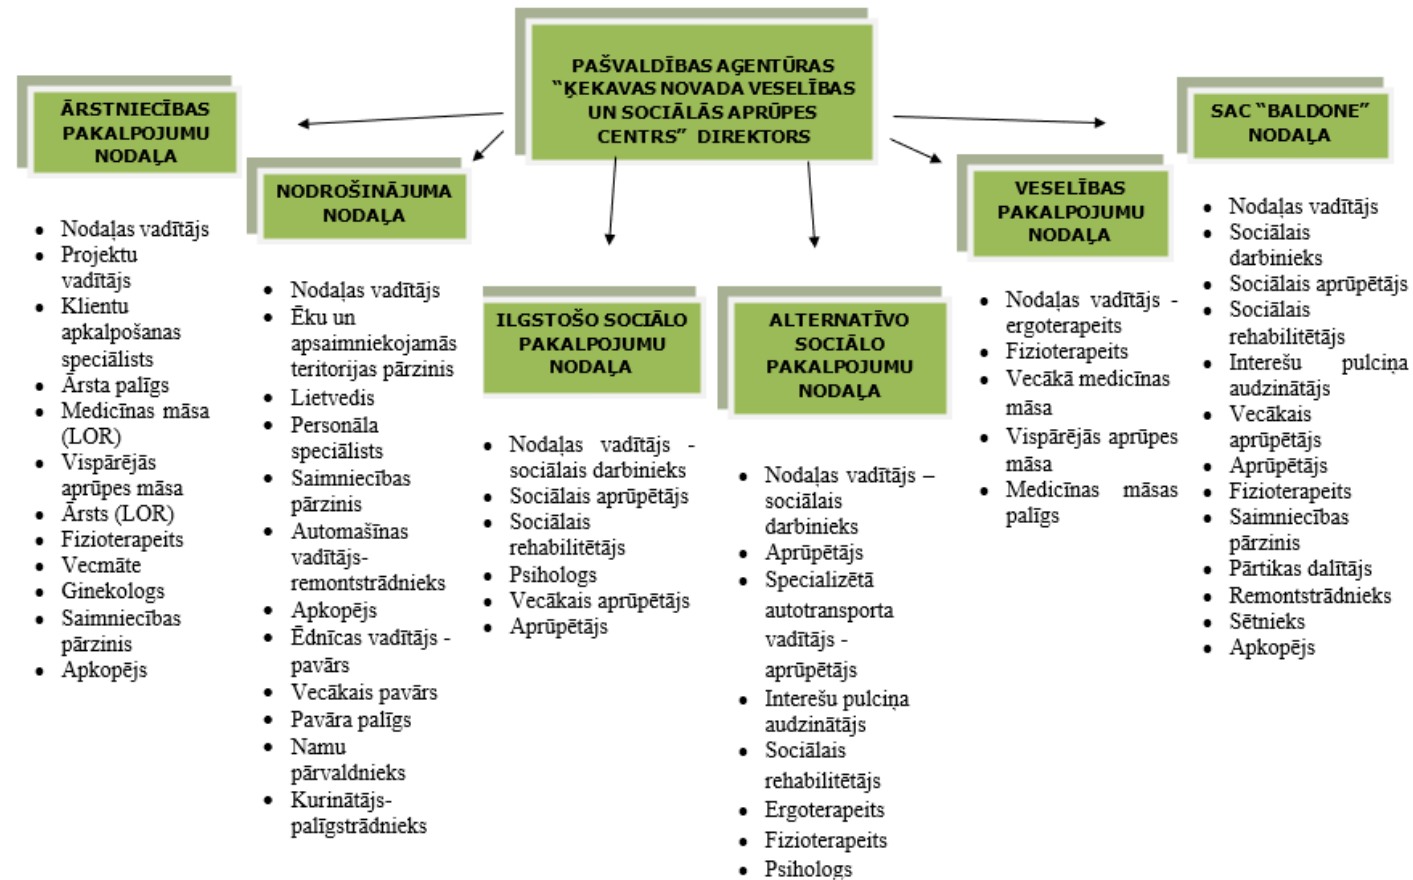 PAŠVALDĪBAS AĢENTŪRAS
“ĶEKAVAS NOVADA VESELĪBAS
UN SOCIĀLĀS APRŪPES
CENTRS” DIREKTORS
ĀRSTNIECĪBAS
PAKALPOJUMU
NODAĻA
• Nodaļas vadītājs
• Projektu
vadītājs
• Klientu
apkalpošanas
speciālists
• Ārsta palīgs
• Medicīnas māsa
(LOR)
• Vispārējās
aprūpes māsa
• Ārsts (LOR)
• Fizioterapeits
• Vecmāte
• Ginekologs
• Saimniecības
pārzinis
• Apkopējs
NODROŠINĀJUMA
NODAĻA
• Nodaļas vadītājs
• Ēku un
apsaimniekojamās
teritorijas pārzinis
• Lietvedis
• Personāla
speciālists
• Saimniecības
pārzinis
• Automašīnas
vadītājs-
remontstrādnieks
• Apkopējs
• Ēdnīcas vadītājs -
pavārs
• Vecākais pavārs
• Pavāra palīgs
• Namu
pārvaldnieks
• Kurinātājs-
palīgstrādnieks
ILGSTOŠO SOCIĀLO
PAKALPOJUMU
NODAĻA
• Nodaļas vadītājs -
sociālais darbinieks
• Sociālais aprūpētājs
• Sociālais
rehabilitētājs
• Psihologs
• Vecākais aprūpētājs
• Aprūpētājs
ALTERNATĪVO
SOCIĀLO
PAKALPOJUMU
NODAĻA
• Nodaļas vadītājs –
sociālais
darbinieks
• Aprūpētājs
• Specializētā
autotransporta
vadītājs -
aprūpētājs
• Interešu pulciņa
audzinātājs
• Sociālais
rehabilitētājs
• Ergoterapeits
• Fizioterapeits
• Psihologs
VESELĪBAS
PAKALPOJUMU
NODAĻA
• Nodaļas vadītājs -
ergoterapeits
• Fizioterapeits
• Vecākā medicīnas
māsa
• Vispārējās aprūpes
māsa
• Medicīnas māsas
palīgs
SAC “BALDONE”
NODAĻA
• Nodaļas vadītājs
• Sociālais
darbinieks
• Sociālais aprūpētājs
• Sociālais
rehabilitētājs
• Interešu pulciņa
audzinātājs
• Vecākais
aprūpētājs
• Aprūpētājs
• Fizioterapeits
• Saimniecības
pārzinis
• Pārtikas dalītājs
• Remontstrādnieks
• Sētnieks
• Apkopējs